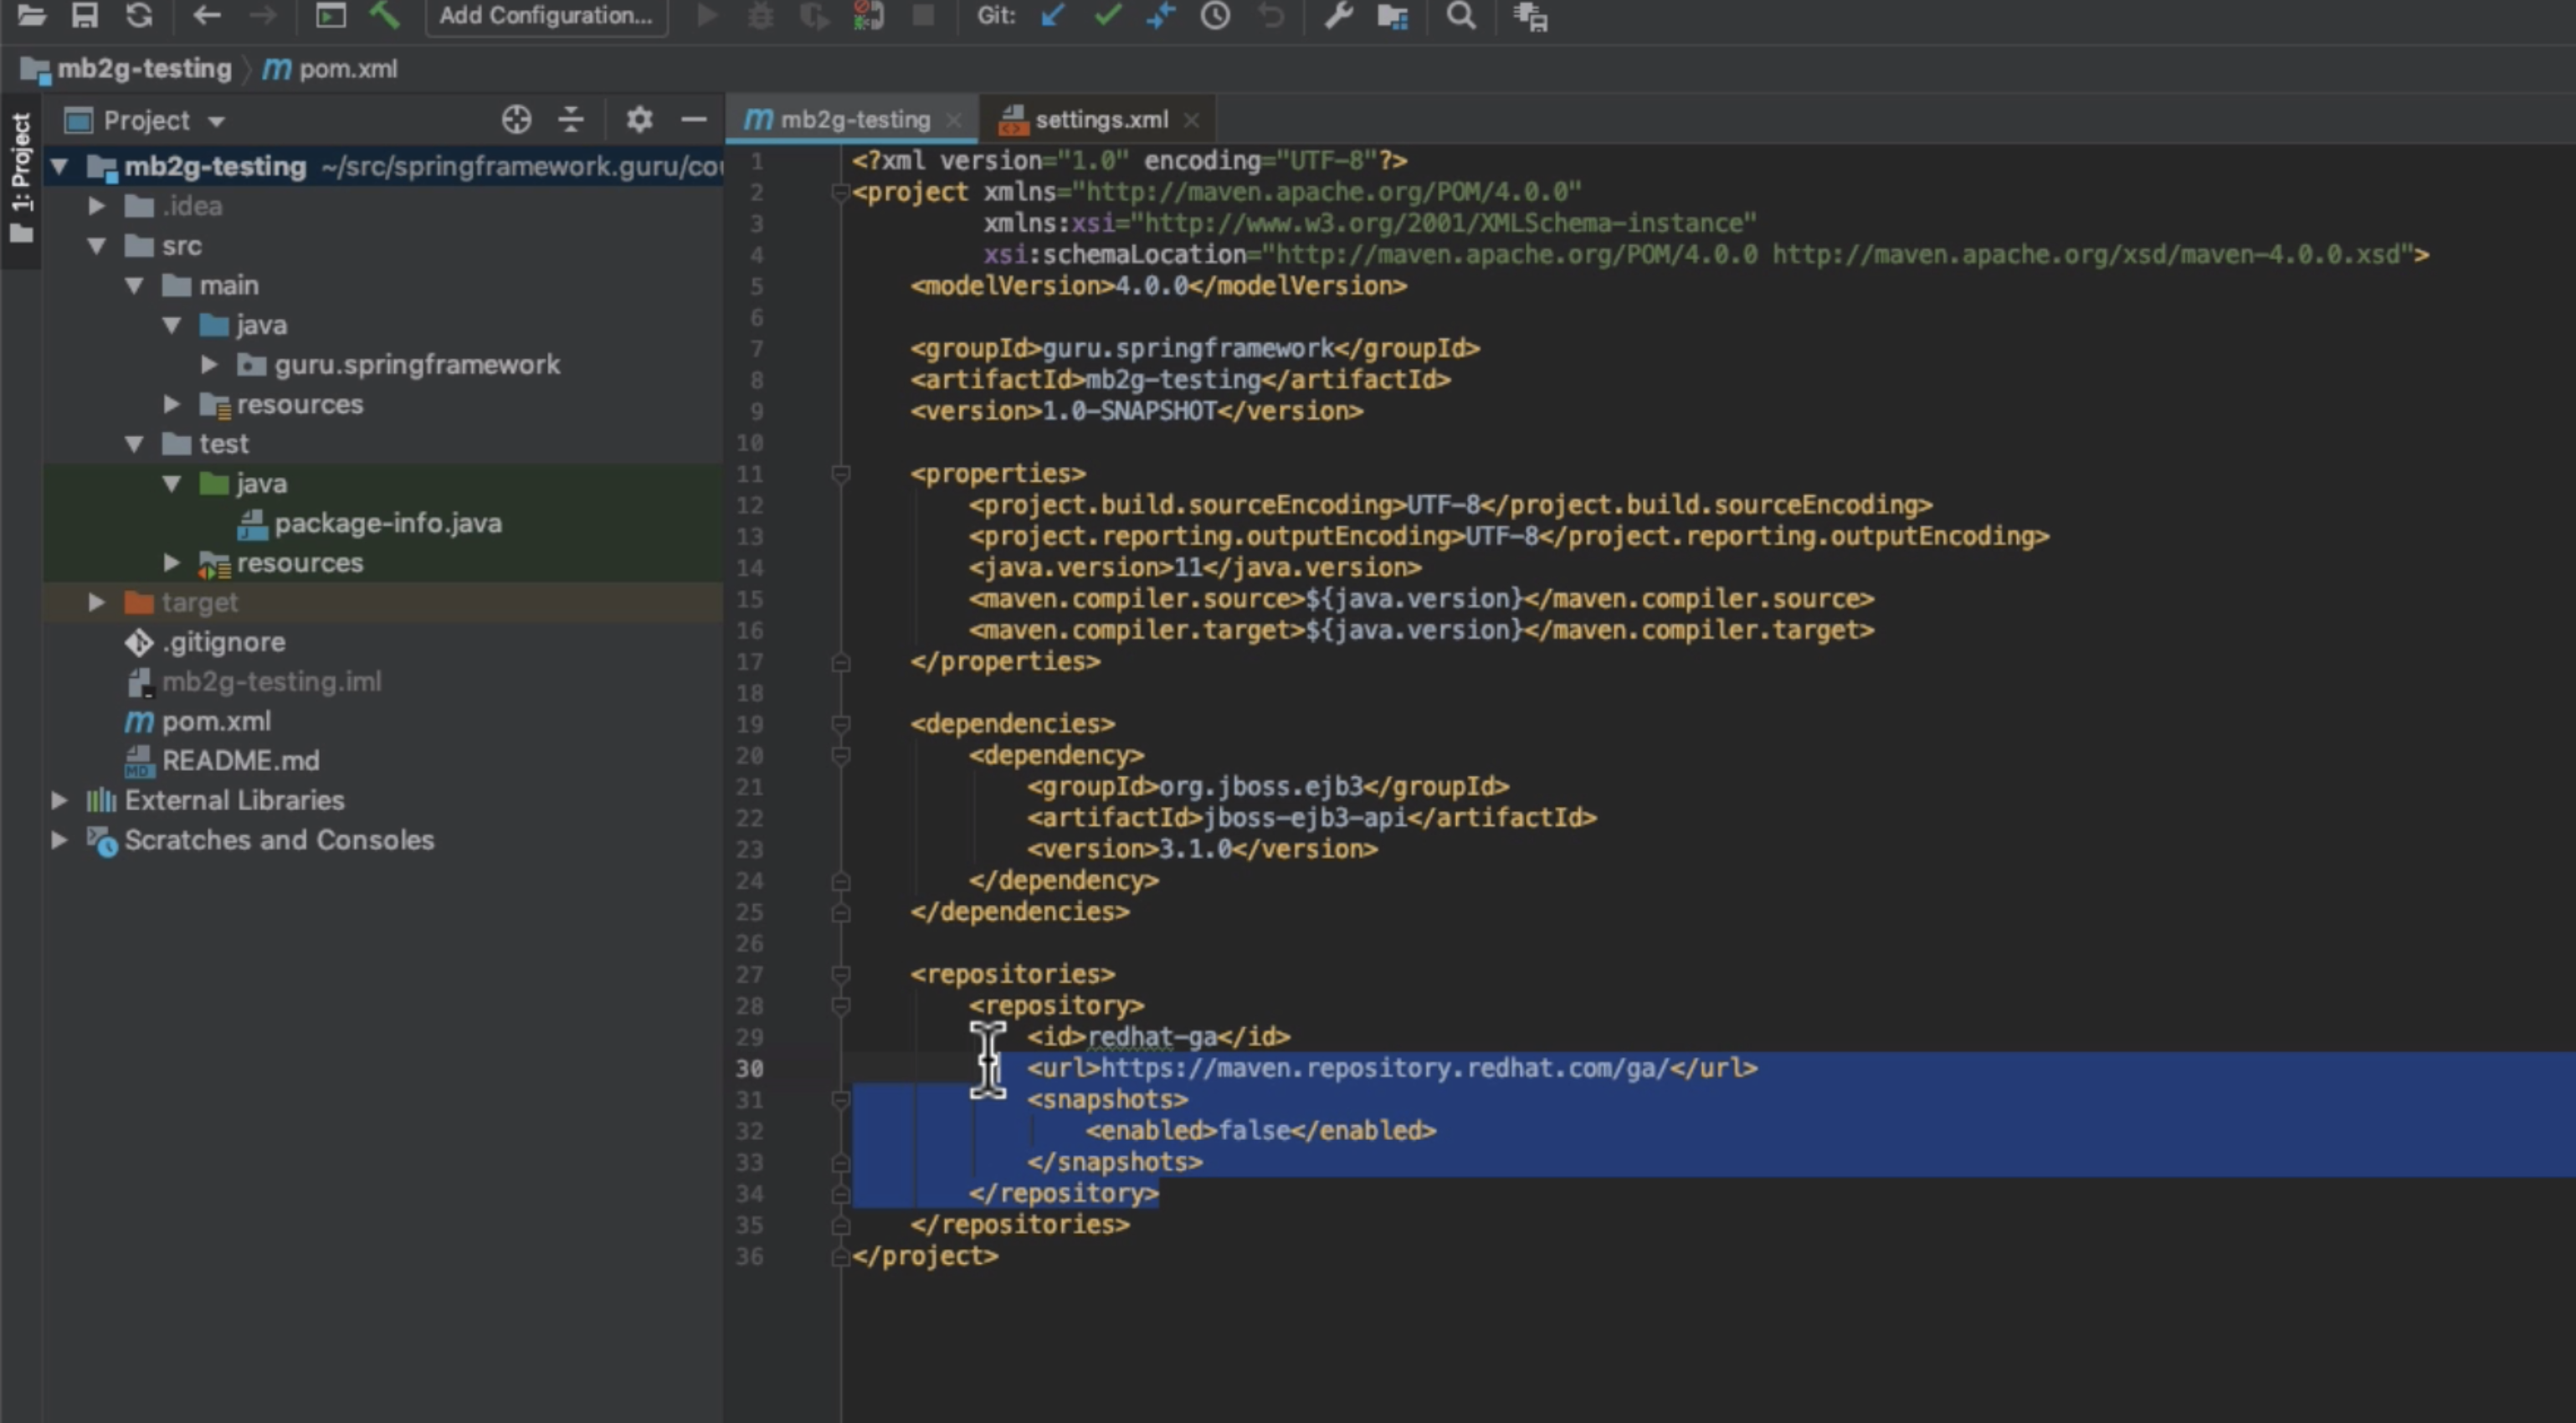 Add Configuration...
Git:
mb2g-testing
pom.xml
1: Project
Project
mb2g-testing ~/src/springframework.guru/cou
.idea
src
main
java
guru.springframework
resources
test
java
package-info.java
resources
target
.gitignore
mb2g-testing.iml
pom.xml
README.md
External Libraries
Scratches and Consoles
mb2g-testing
settings.xml
1 <?xml version="1.0" encoding="UTF-8"?>
2 <project xmlns="http://maven.apache.org/POM/4.0.0"
3 xmlns:xsi="http://www.w3.org/2001/XMLSchema-instance"
4 xsi:schemaLocation="http://maven.apache.org/POM/4.0.0 http://maven.apache.org/xsd/maven-4.0.0.xsd">
5 <modelVersion>4.0.0</modelVersion>
6
7 <groupId>guru.springframework</groupId>
8 <artifactId>mb2g-testing</artifactId>
9 <version>1.0-SNAPSHOT</version>
10
11 <properties>
12 <project.build.sourceEncoding>UTF-8</project.build.sourceEncoding>
13 <project.reporting.outputEncoding>UTF-8</project.reporting.outputEncoding>
14 <java.version>11</java.version>
15 <maven.compiler.source>${java.version}</maven.compiler.source>
16 <maven.compiler.target>${java.version}</maven.compiler.target>
17 </properties>
18
19 <dependencies>
20 <dependency>
21 <groupId>org.jboss.ejb3</groupId>
22 <artifactId>jboss-ejb3-api</artifactId>
23 <version>3.1.0</version>
24 </dependency>
25 </dependencies>
26
27 <repositories>
28 <repository>
29 <id>redhat-ga</id>
30 <url>https://maven.repository.redhat.com/ga/</url>
31 <snapshots>
32 <enabled>false</enabled>
33 </snapshots>
34 </repository>
35 </repositories>
36 </project>